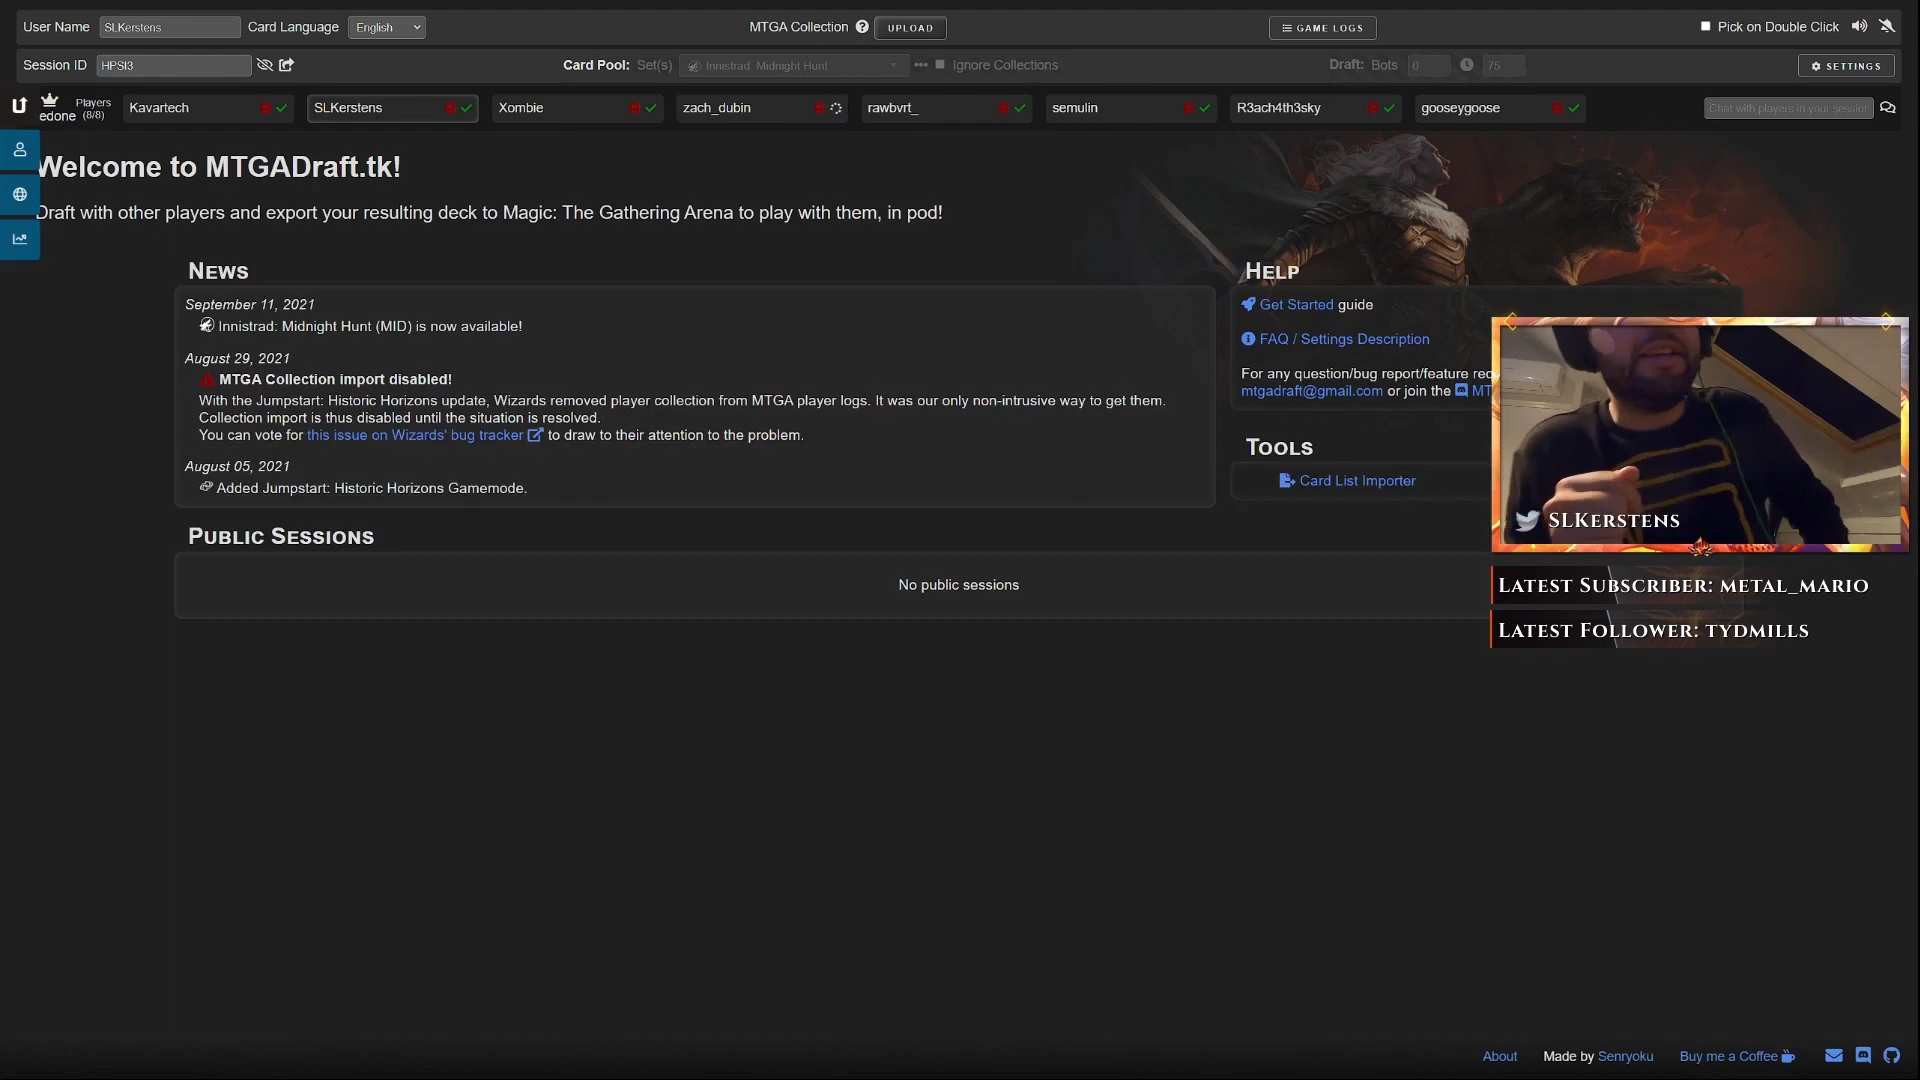 User Name SLKerstens Card Language English MTGA Collection UPLOAD GAME LOGS Pick on Double Click
Session ID HPSI3 Card Pool: Set(s) Innistrad: Midnight Hunt Ignore Collections Draft: Bots 0 75 SETTINGS
edone Players (8/8) Kavartech SLKerstens Xombie zach_dubin rawbvrt_ semulin R3ach4th3sky gooseygoose Chat with players in your session
Welcome to MTGADraft.tk!
Draft with other players and export your resulting deck to Magic: The Gathering Arena to play with them, in pod!
News
September 11, 2021
Innistrad: Midnight Hunt (MID) is now available!
August 29, 2021
MTGA Collection import disabled!
With the Jumpstart: Historic Horizons update, Wizards removed player collection from MTGA player logs. It was our only non-intrusive way to get them.
Collection import is thus disabled until the situation is resolved.
You can vote for this issue on Wizards' bug tracker to draw to their attention to the problem.
August 05, 2021
Added Jumpstart: Historic Horizons Gamemode.
Help
Get Started guide
FAQ / Settings Description
For any question/bug report/feature req
mtgadraft@gmail.com or join the MT
Tools
Card List Importer
Public Sessions
No public sessions
SLKerstens
Latest Subscriber: metal_mario
Latest Follower: tydmills
About Made by Senryoku Buy me a Coffee